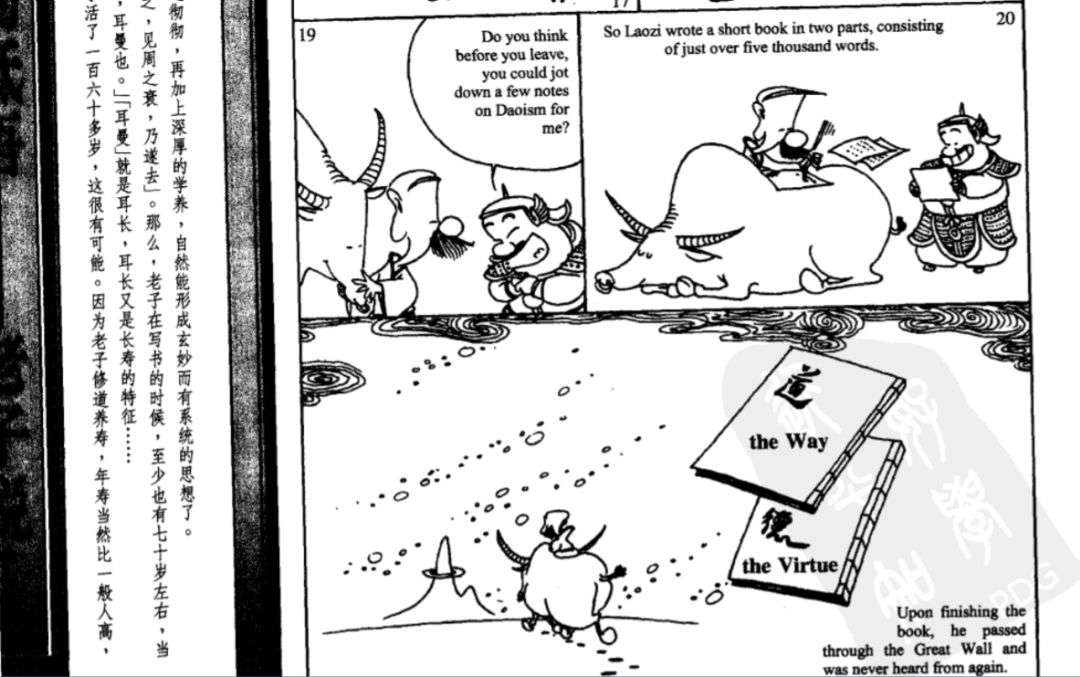 彻，再加上深厚的学养，自然能形成玄妙而有系统的思想了。
之，见周之衰，乃遂去」。那么，老子在写书的时候，至少也有七十岁左右，当
，耳曼也。」「耳曼」就是耳长，耳长又是长寿的特征……
活了一百六十多岁，这很有可能。因为老子修道养寿，年寿当然比一般人高，
19
Do you think
before you leave,
you could jot
down a few notes
on Daoism for
me?
20
So Laozi wrote a short book in two parts, consisting
of just over five thousand words.
道
the Way
德
the Virtue
Upon finishing the
book, he passed
through the Great Wall and
was never heard from again.